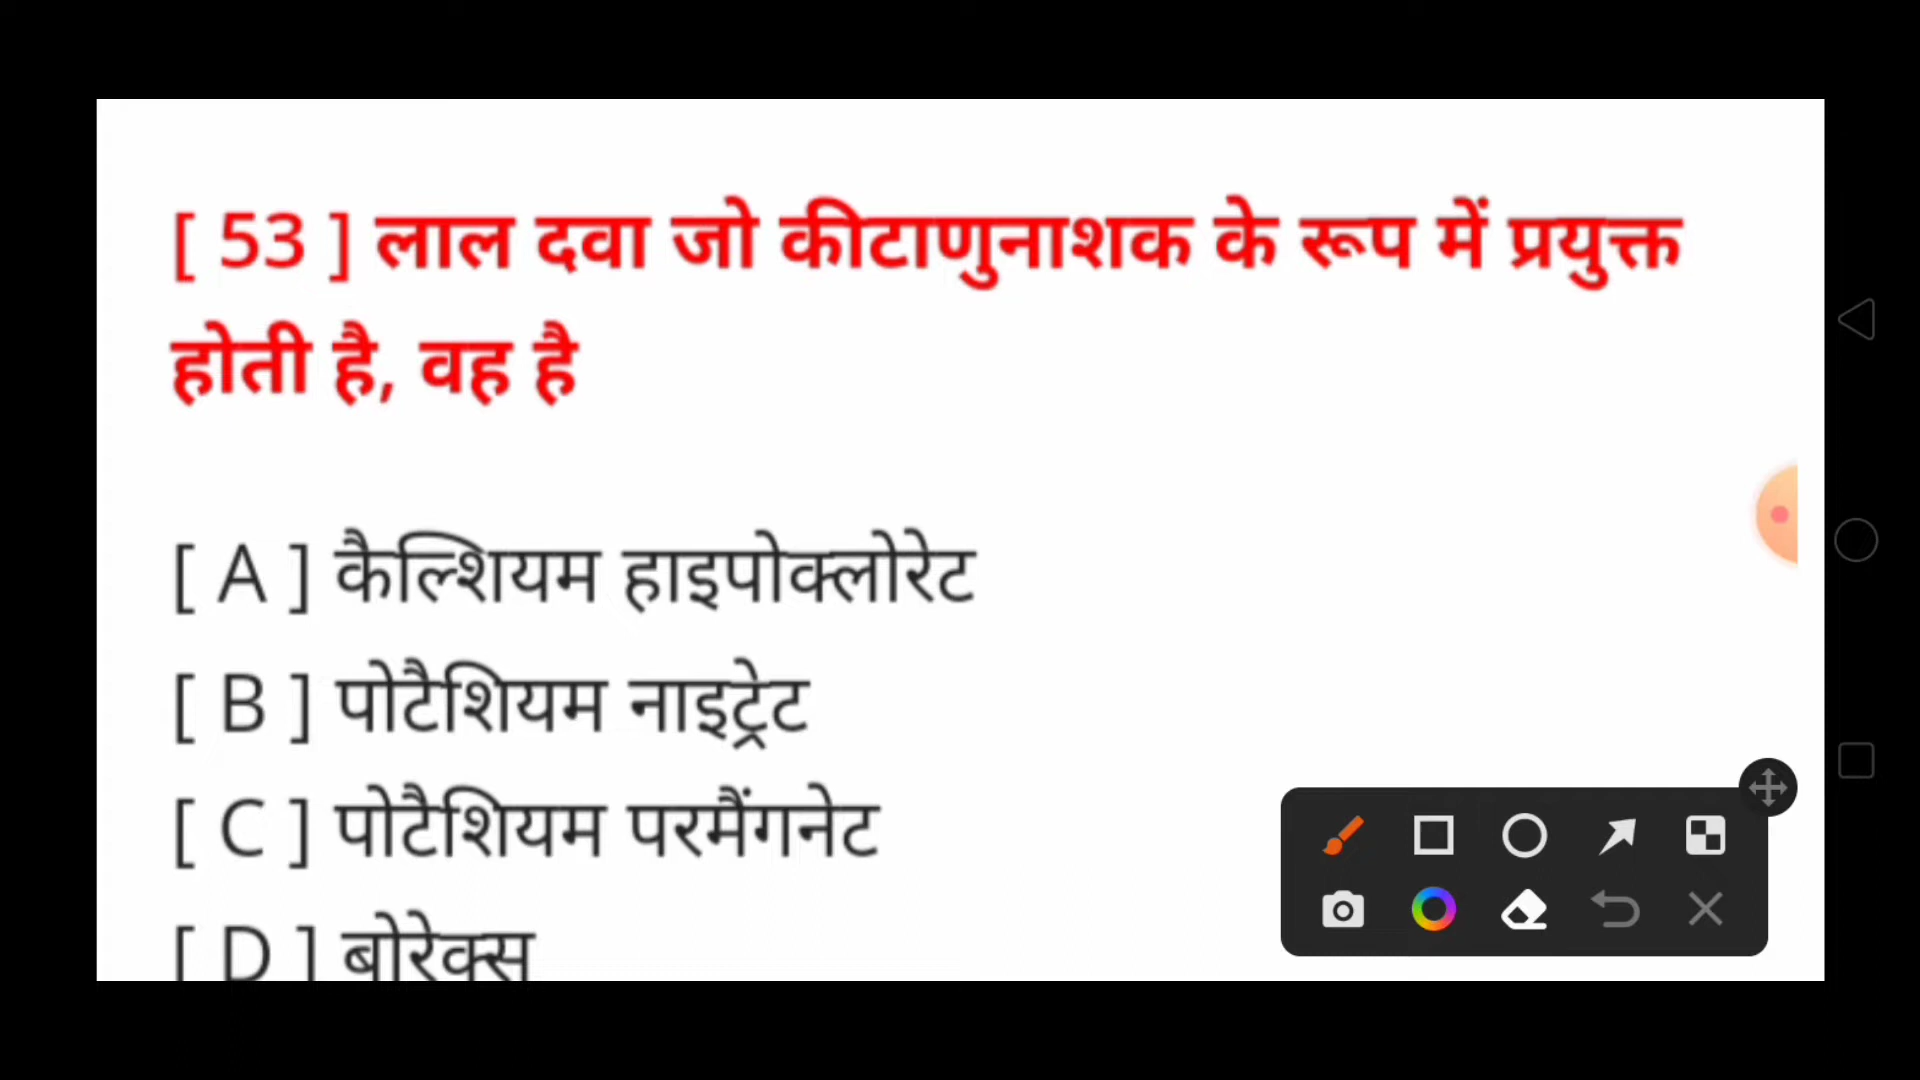 [ 53 ] लाल दवा जो कीटाणुनाशक के रूप में प्रयुक्त
होती है, वह है
[ A ] कैल्शियम हाइपोक्लोरेट
[ B ] पोटैशियम नाइट्रेट
[ C ] पोटैशियम परमैंगनेट
[ D ] बोरेक्स